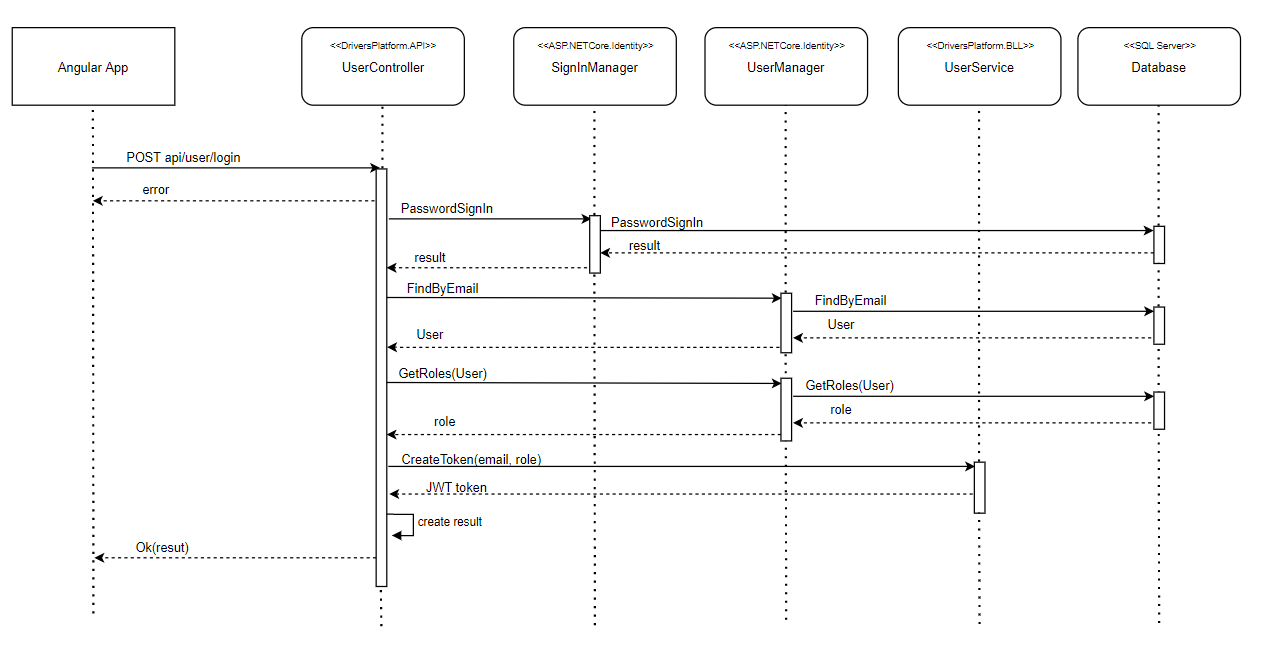 Angular App
<<DriversPlatform.API>>
UserController
<<ASP.NETCore.Identity>>
SignInManager
<<ASP.NETCore.Identity>>
UserManager
<<DriversPlatform.BLL>>
UserService
<<SQL Server>>
Database
POST api/user/login
error
PasswordSignIn
PasswordSignIn
result
result
FindByEmail
FindByEmail
User
User
GetRoles(User)
GetRoles(User)
role
role
CreateToken(email, role)
JWT token
create result
Ok(resut)